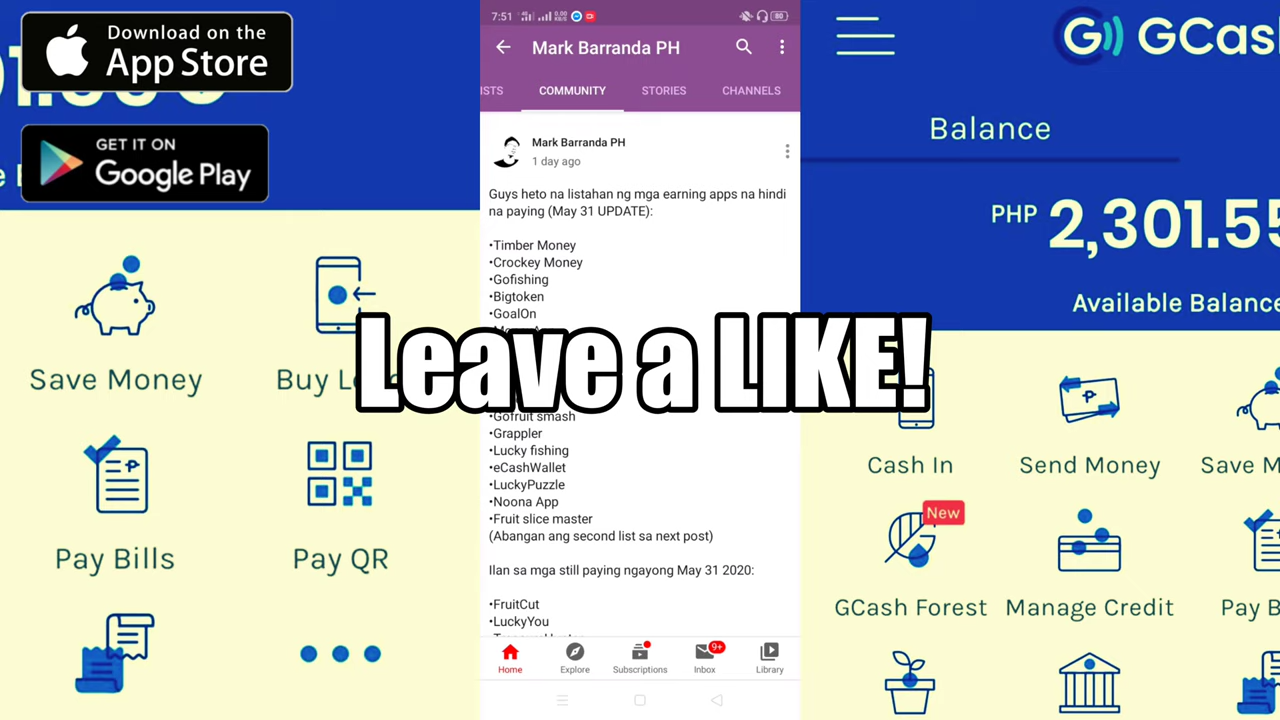 Download on the
App Store
GET IT ON
Google Play
Save Money
Buy L
Pay Bills
Pay QR
7:51
80
Mark Barranda PH
ISTS
COMMUNITY
STORIES
CHANNELS
Mark Barranda PH
1 day ago
Guys heto na listahan ng mga earning apps na hindi
na paying (May 31 UPDATE):
•Timber Money
•Crockey Money
•Gofishing
•Bigtoken
•GoalOn
Leave a LIKE!
•Gofruit smash
•Grappler
•Lucky fishing
•eCashWallet
•LuckyPuzzle
•Noona App
•Fruit slice master
(Abangan ang second list sa next post)
Ilan sa mga still paying ngayong May 31 2020:
•FruitCut
•LuckyYou
Home
Explore
Subscriptions
9+
Inbox
Library
GCash
Balance
PHP 2,301.55
Available Balance
Cash In
Send Money
Save M
New
GCash Forest
Manage Credit
Pay B